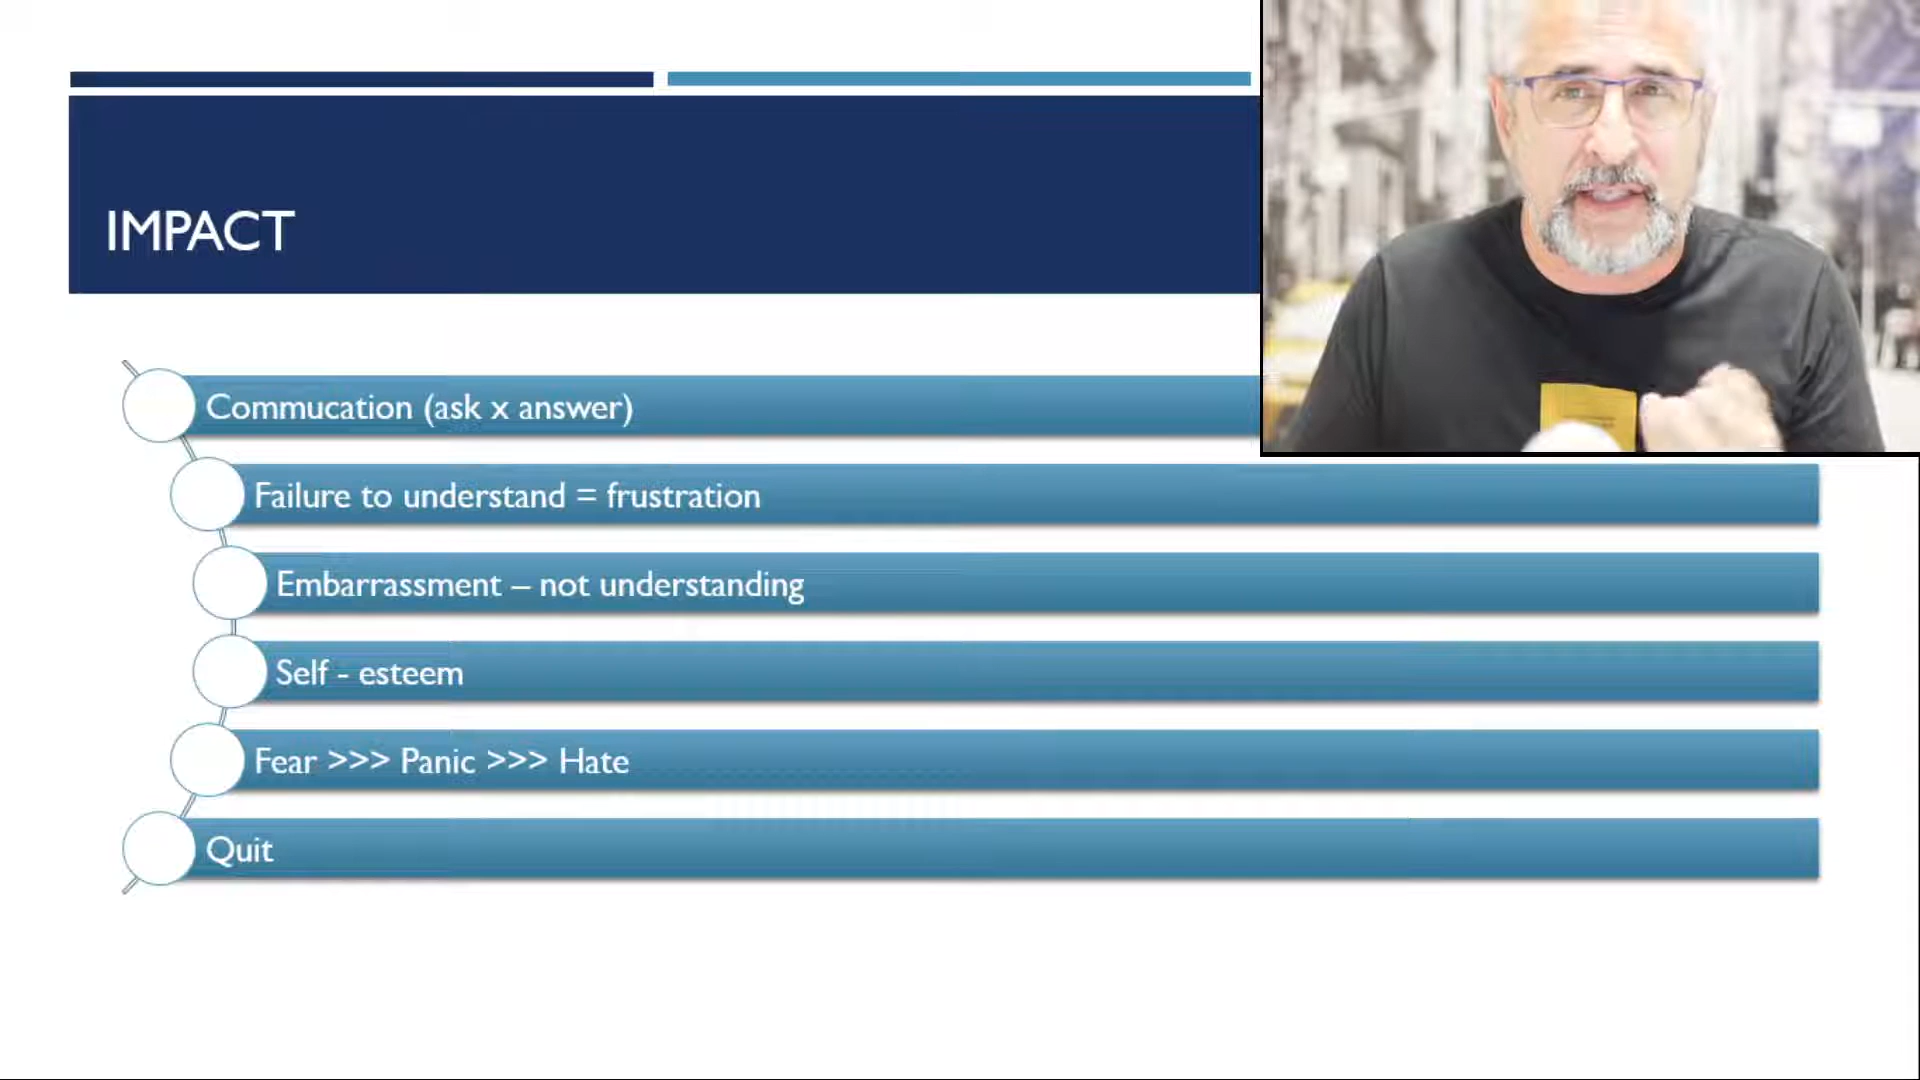 IMPACT
Commucation (ask x answer)
Failure to understand = frustration
Embarrassment – not understanding
Self - esteem
Fear >>> Panic >>> Hate
Quit